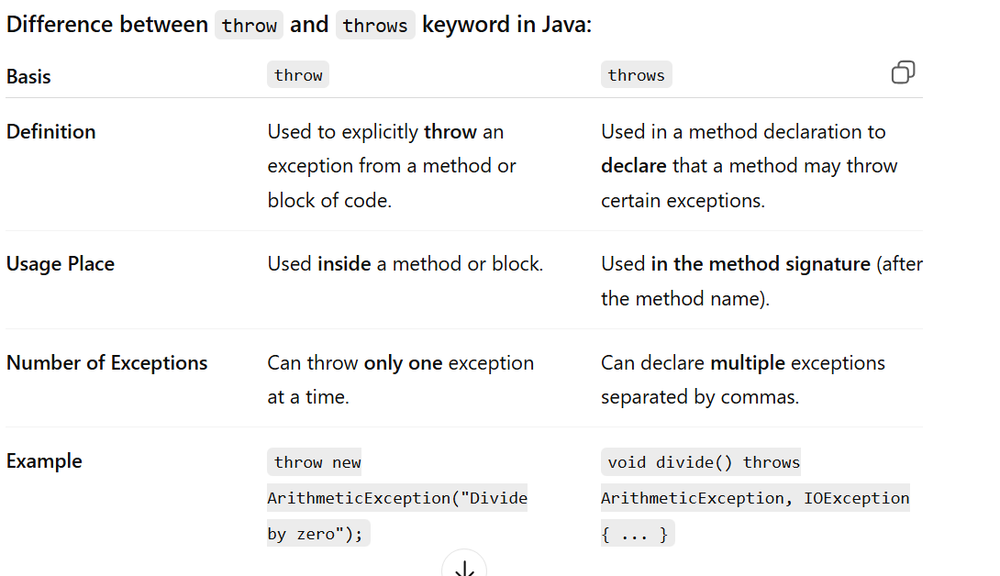 Difference between throw and throws keyword in Java:
Basis throw throws
Definition Used to explicitly throw an Used in a method declaration to
exception from a method or declare that a method may throw
block of code. certain exceptions.
Usage Place Used inside a method or block. Used in the method signature (after
the method name).
Number of Exceptions Can throw only one exception Can declare multiple exceptions
at a time. separated by commas.
Example throw new void divide() throws
ArithmeticException("Divide ArithmeticException, IOException
by zero"); { ... }